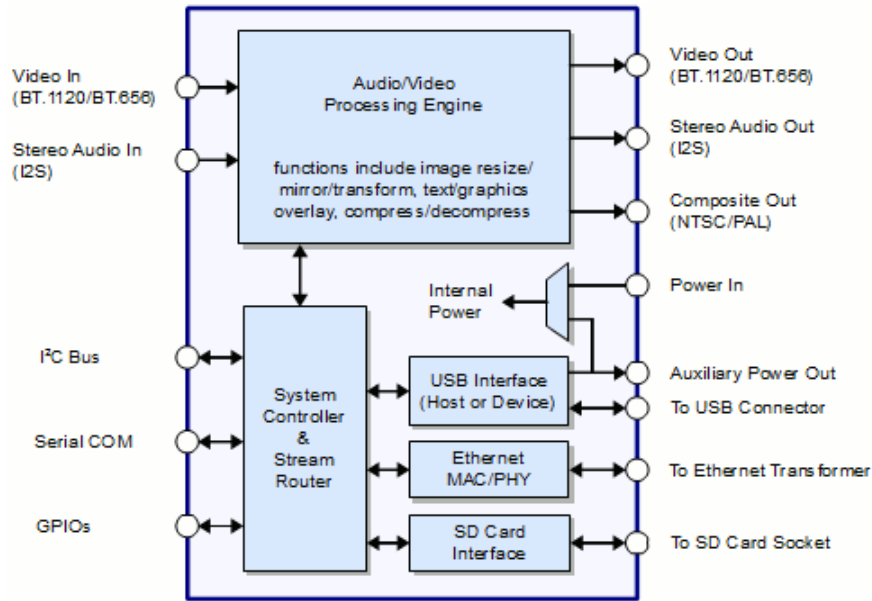 Video In
(BT.1120/BT.656)
Stereo Audio In
(I2S)
Audio/Video
Processing Engine
functions include image resize/
mirror/transform, text/graphics
overlay, compress/decompress
Video Out
(BT.1120/BT.656)
Stereo Audio Out
(I2S)
Composite Out
(NTSC/PAL)
Internal
Power
Power In
I²C Bus
Serial COM
GPIOs
System
Controller
&
Stream
Router
USB Interface
(Host or Device)
Ethernet
MAC/PHY
SD Card
Interface
Auxiliary Power Out
To USB Connector
To Ethernet Transformer
To SD Card Socket